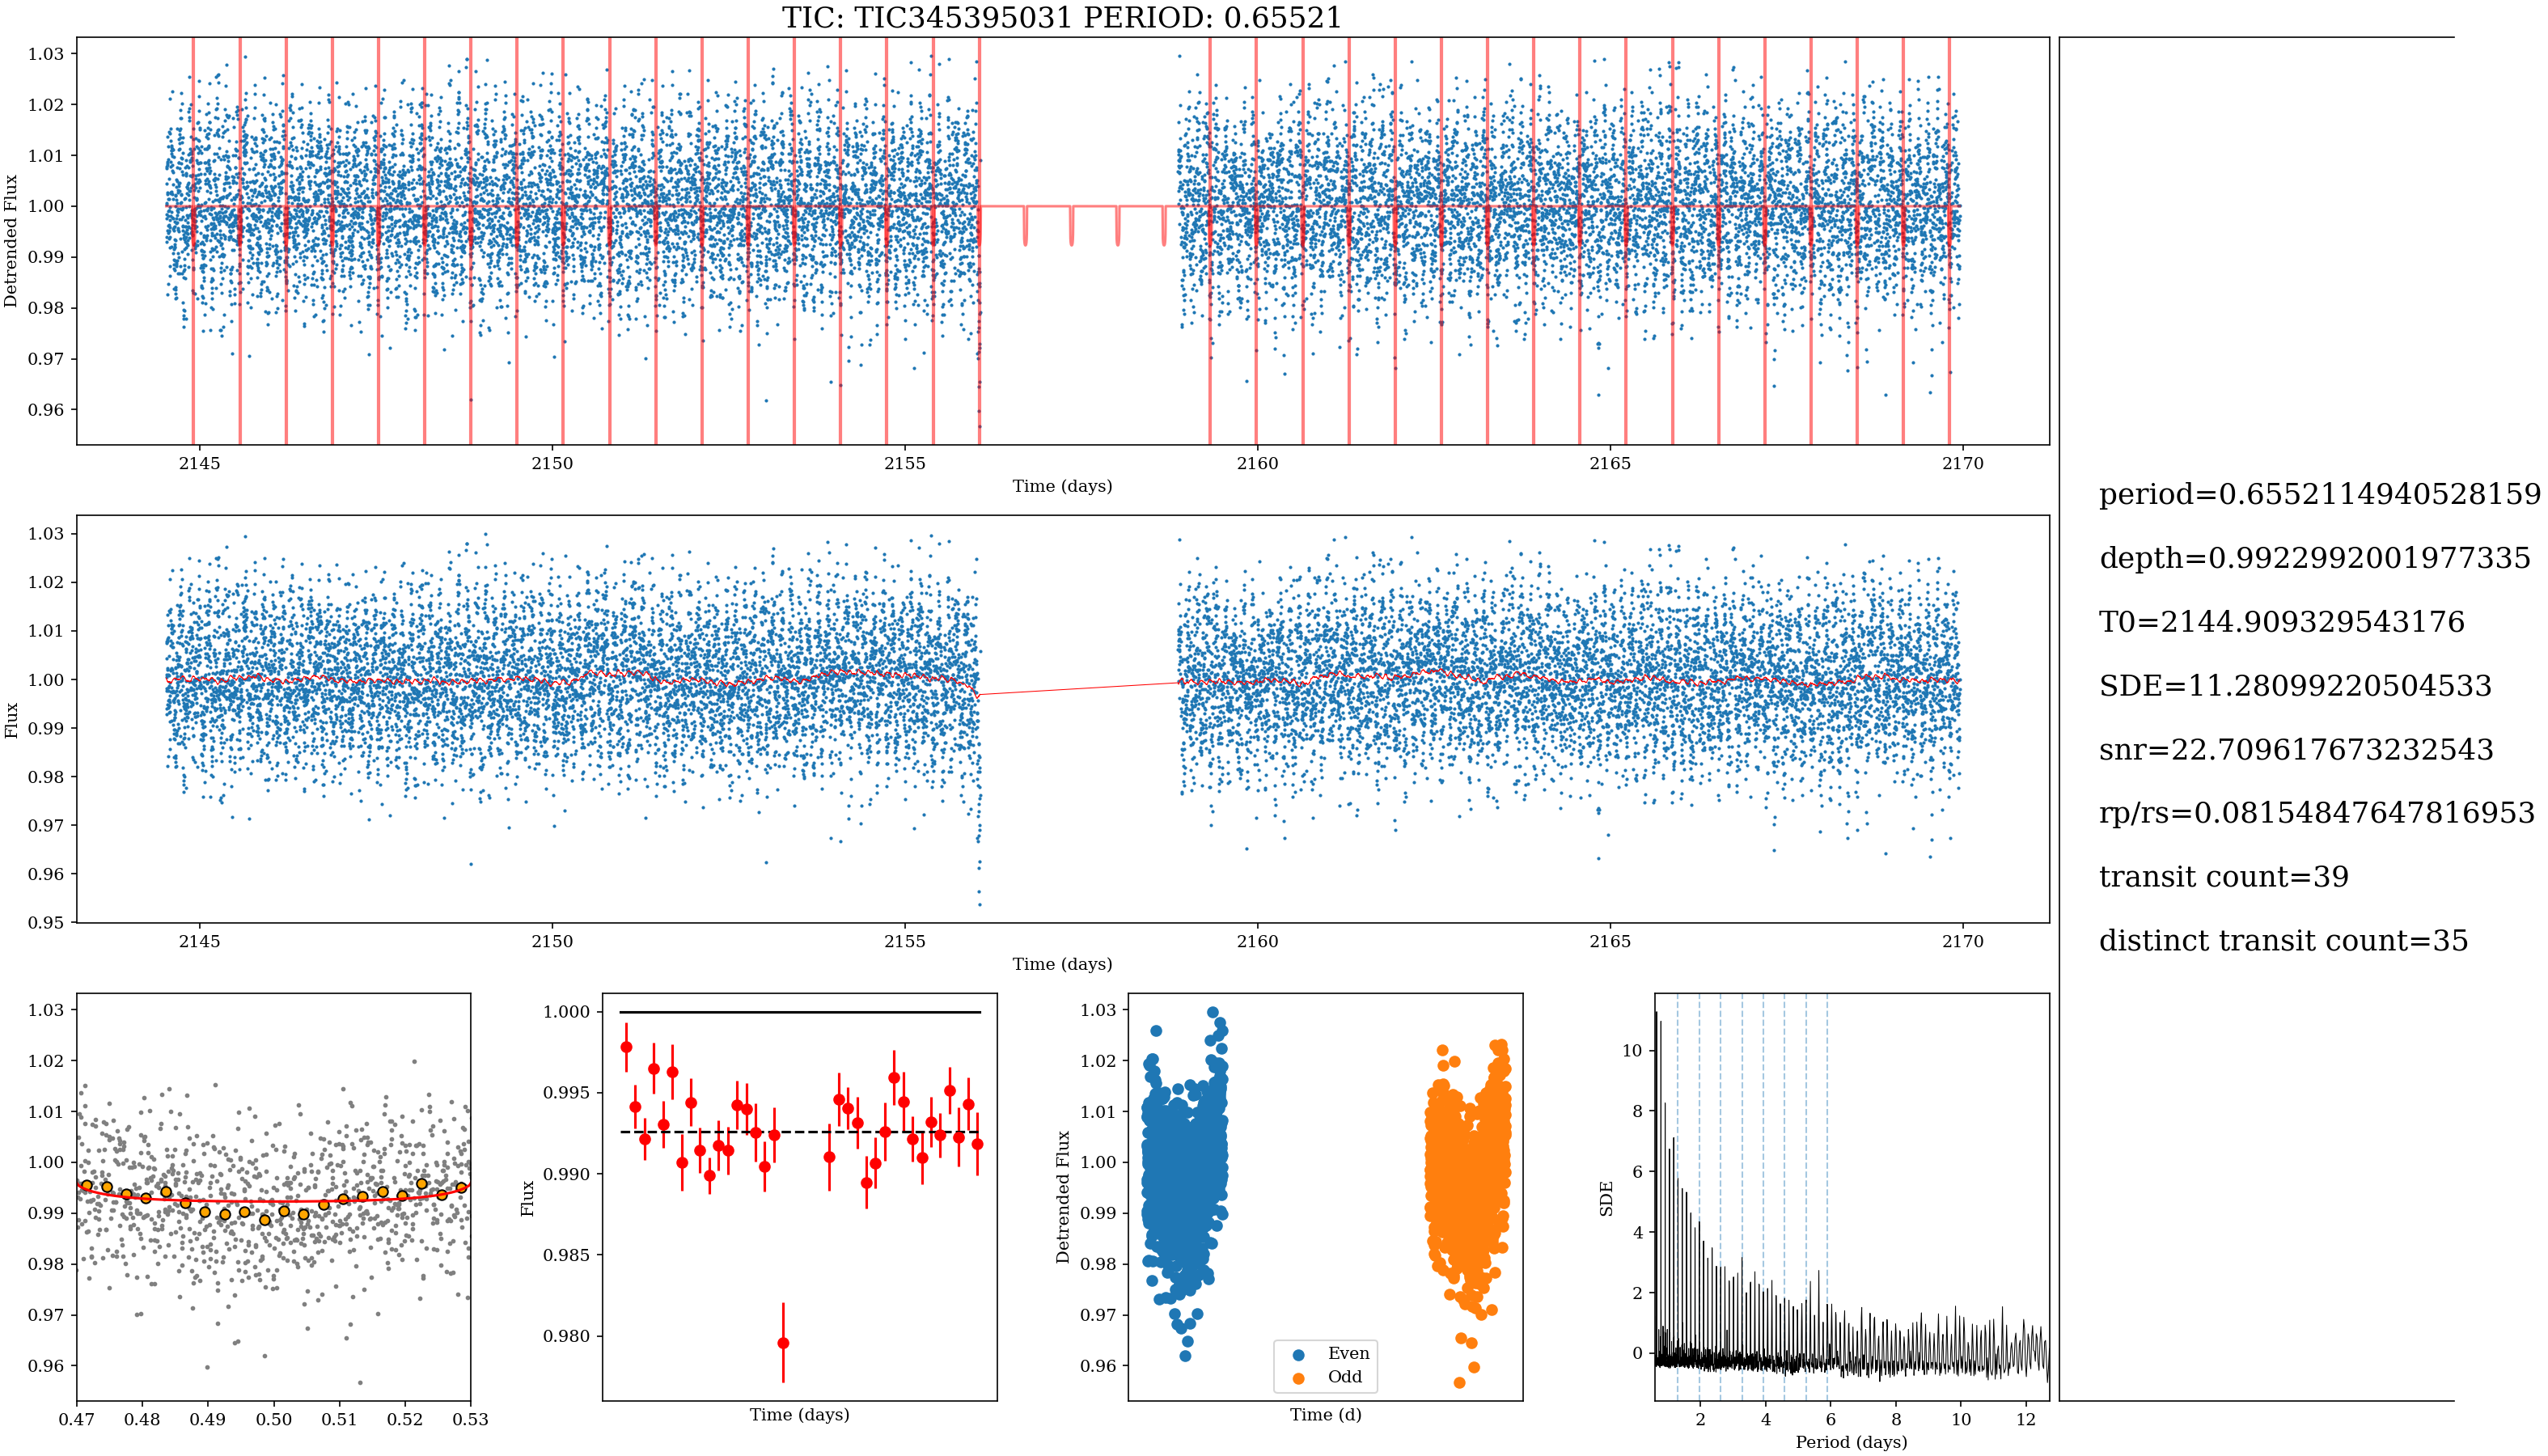 TIC: TIC345395031 PERIOD: 0.65521
1.03
1.02
1.01
1.00
0.99
0.98
0.97
0.96
Detrended Flux
2145 2150 2155 2160 2165 2170
Time (days)
1.03
1.02
1.01
1.00
0.99
0.98
0.97
0.96
0.95
Flux
2145 2150 2155 2160 2165 2170
Time (days)
period=0.6552114940528159
depth=0.9922992001977335
T0=2144.909329543176
SDE=11.28099220504533
snr=22.709617673232543
rp/rs=0.08154847647816953
transit count=39
distinct transit count=35
1.03
1.02
1.01
1.00
0.99
0.98
0.97
0.96
0.47 0.48 0.49 0.50 0.51 0.52 0.53
1.000
0.995
0.990
0.985
0.980
Flux
Time (days)
1.03
1.02
1.01
1.00
0.99
0.98
0.97
0.96
Detrended Flux
Even
Odd
Time (d)
10
8
6
4
2
0
SDE
2 4 6 8 10 12
Period (days)